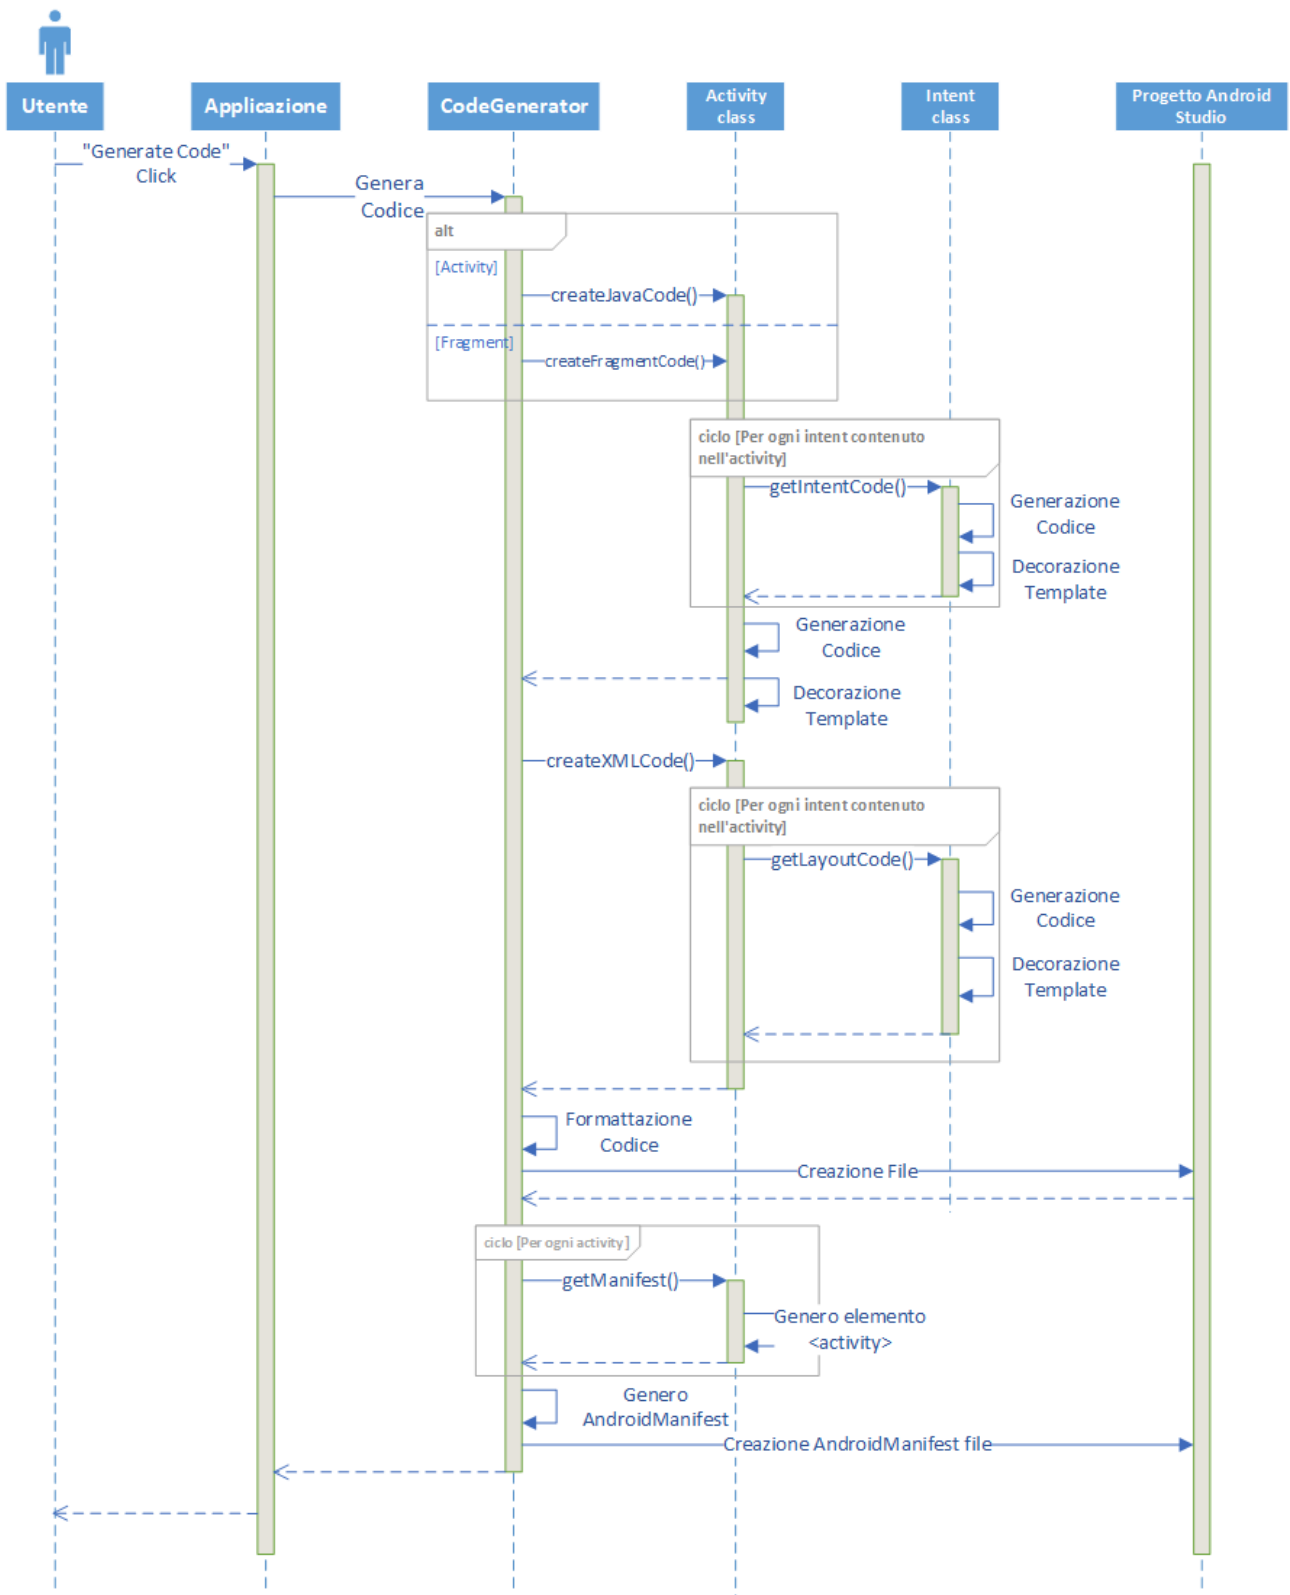 Utente
Applicazione
CodeGenerator
Activity
class
Intent
class
Progetto Android
Studio
"Generate Code"
Click
Genera
Codice
alt
[Activity]
createJavaCode()
[Fragment]
createFragmentCode()
ciclo [Per ogni intent contenuto
nell'activity]
getIntentCode()
Generazione
Codice
Decorazione
Template
Generazione
Codice
Decorazione
Template
createXMLCode()
ciclo [Per ogni intent contenuto
nell'activity]
getLayoutCode()
Generazione
Codice
Decorazione
Template
Formattazione
Codice
Creazione File
ciclo [Per ogni activity]
getManifest()
Genero elemento
<activity>
Genero
AndroidManifest
Creazione AndroidManifest file